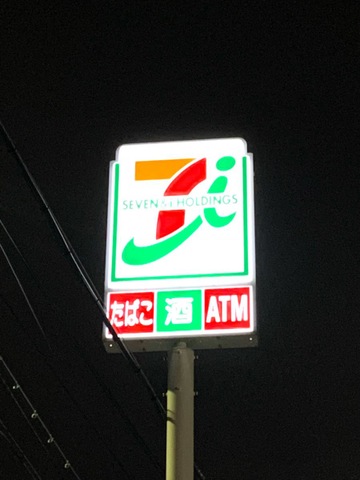 SEVEN & i HOLDINGS
たばこ 酒 ATM